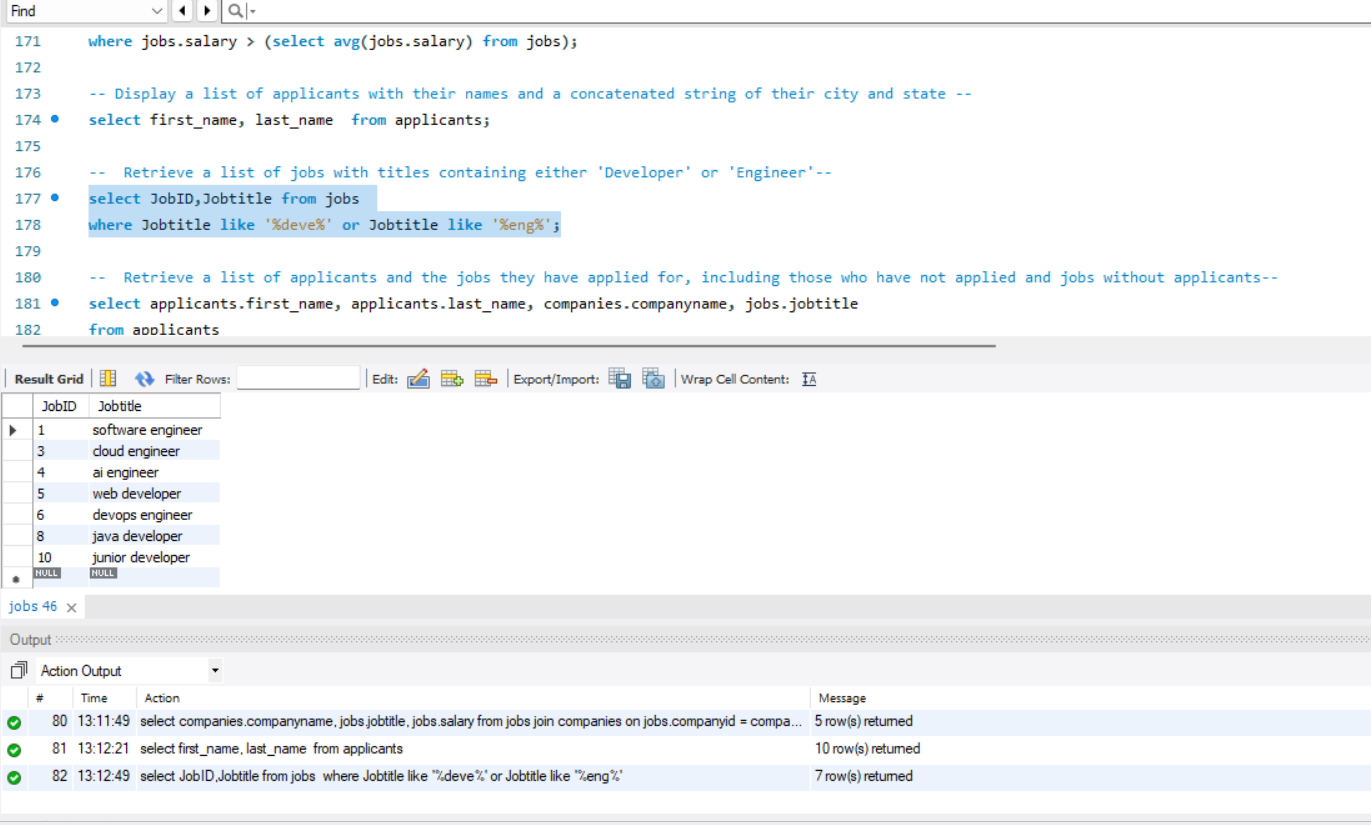 Find
171 where jobs.salary > (select avg(jobs.salary) from jobs);
172
173 -- Display a list of applicants with their names and a concatenated string of their city and state --
174 select first_name, last_name  from applicants;
175
176 --  Retrieve a list of jobs with titles containing either 'Developer' or 'Engineer'--
177 select JobID,Jobtitle from jobs
178 where Jobtitle like '%deve%' or Jobtitle like '%eng%';
179
180 --  Retrieve a list of applicants and the jobs they have applied for, including those who have not applied and jobs without applicants--
181 select applicants.first_name, applicants.last_name, companies.companyname, jobs.jobtitle
182 from applicants
Result Grid Filter Rows: Edit: Export/Import: Wrap Cell Content:
JobID Jobtitle
1 software engineer
3 cloud engineer
4 ai engineer
5 web developer
6 devops engineer
8 java developer
10 junior developer
NULL NULL
jobs 46
Output
Action Output
# Time Action Message
80 13:11:49 select companies.companyname, jobs.jobtitle, jobs.salary from jobs join companies on jobs.companyid = compa... 5 row(s) returned
81 13:12:21 select first_name, last_name  from applicants 10 row(s) returned
82 13:12:49 select JobID,Jobtitle from jobs  where Jobtitle like '%deve%' or Jobtitle like '%eng%' 7 row(s) returned